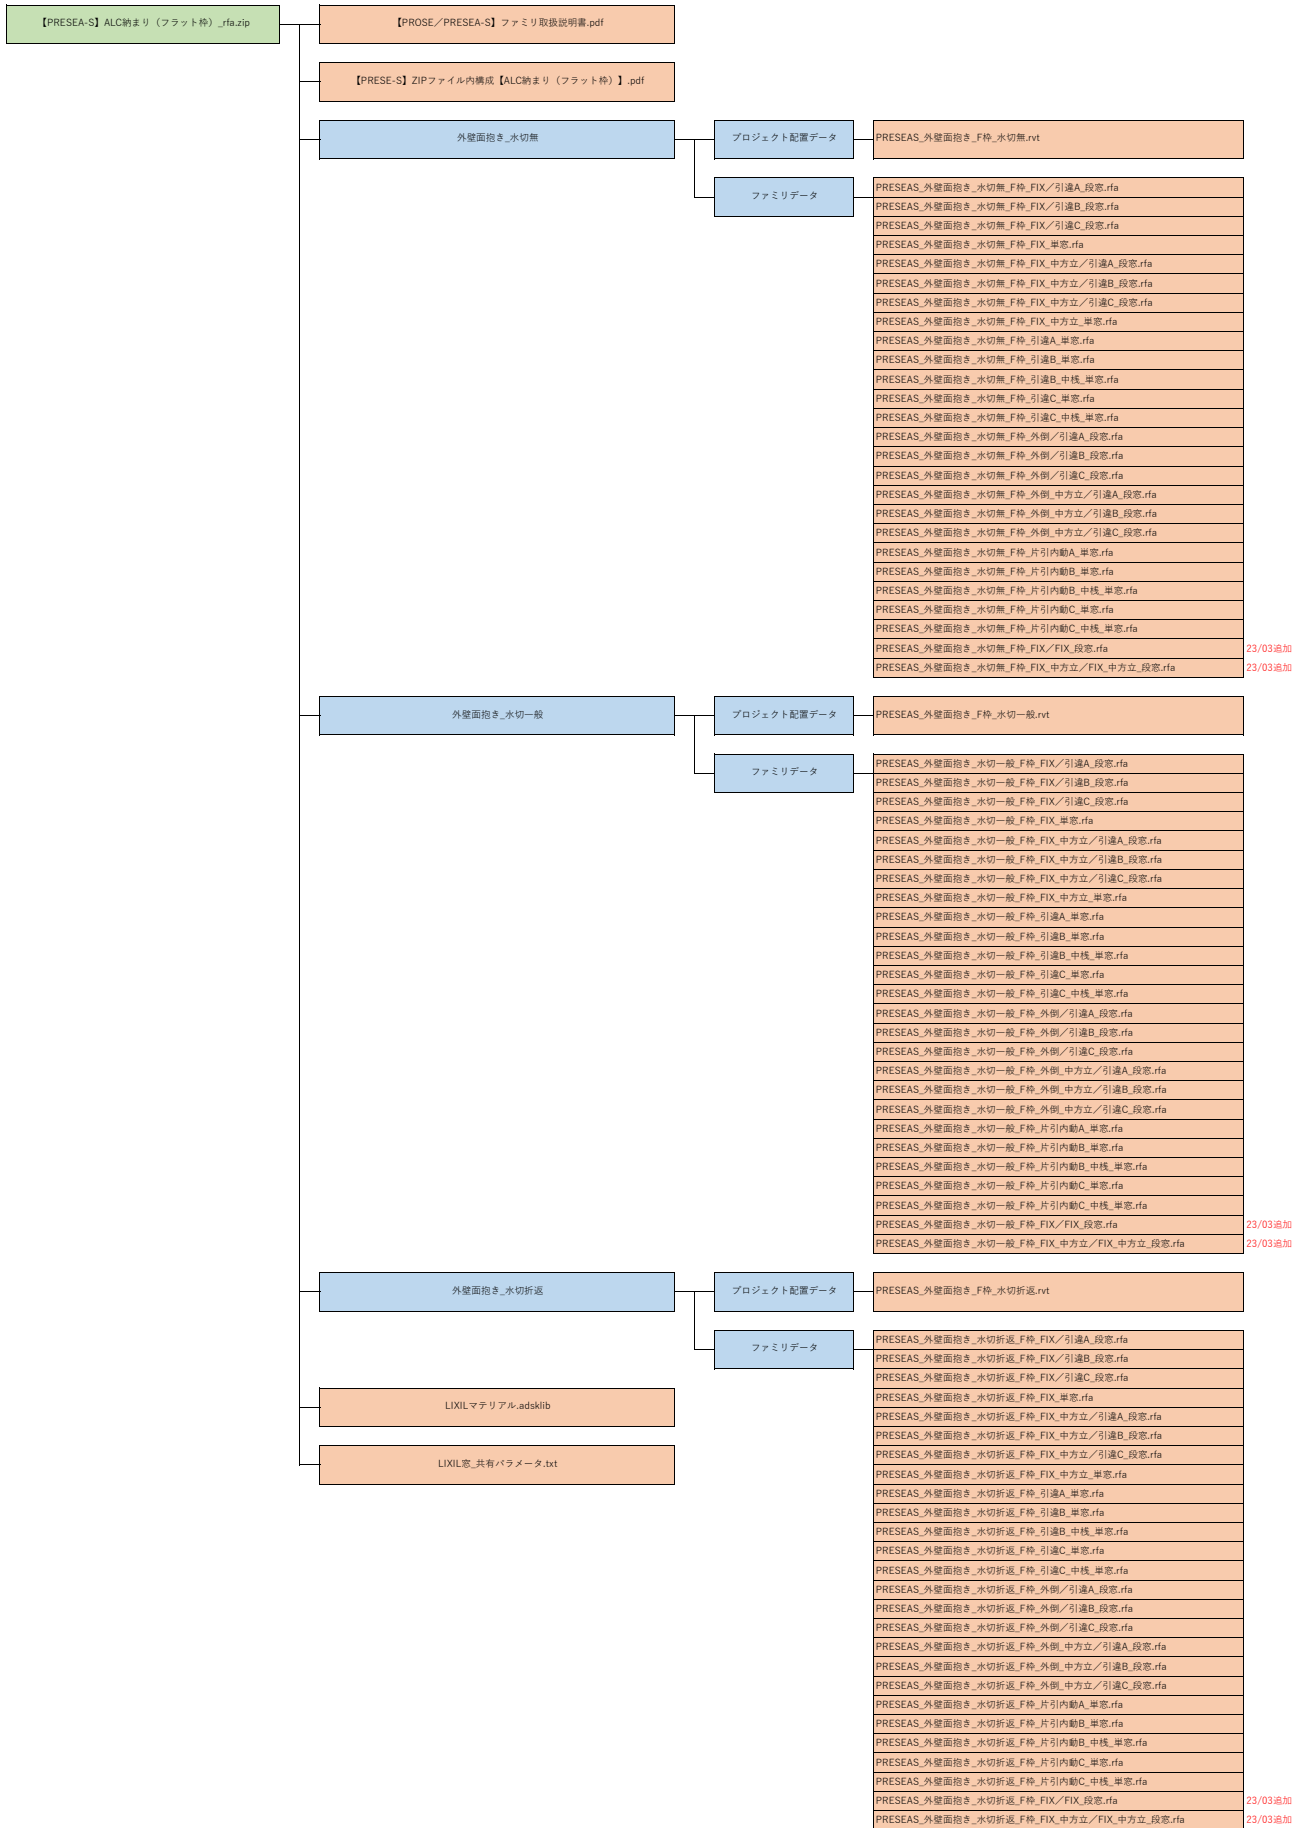 【PRESEA-S】ALC納まり（フラット枠）_rfa.zip
【PROSE／PRESEA-S】ファミリ取扱説明書.pdf
【PRESE-S】ZIPファイル内構成【ALC納まり（フラット枠）】.pdf
外壁面抱き_水切無
プロジェクト配置データ
PRESEAS_外壁面抱き_F枠_水切無.rvt
ファミリデータ
PRESEAS_外壁面抱き_水切無_F枠_FIX／引違A_段窓.rfa
PRESEAS_外壁面抱き_水切無_F枠_FIX／引違B_段窓.rfa
PRESEAS_外壁面抱き_水切無_F枠_FIX／引違C_段窓.rfa
PRESEAS_外壁面抱き_水切無_F枠_FIX_単窓.rfa
PRESEAS_外壁面抱き_水切無_F枠_FIX_中方立／引違A_段窓.rfa
PRESEAS_外壁面抱き_水切無_F枠_FIX_中方立／引違B_段窓.rfa
PRESEAS_外壁面抱き_水切無_F枠_FIX_中方立／引違C_段窓.rfa
PRESEAS_外壁面抱き_水切無_F枠_FIX_中方立_単窓.rfa
PRESEAS_外壁面抱き_水切無_F枠_引違A_単窓.rfa
PRESEAS_外壁面抱き_水切無_F枠_引違B_単窓.rfa
PRESEAS_外壁面抱き_水切無_F枠_引違B_中桟_単窓.rfa
PRESEAS_外壁面抱き_水切無_F枠_引違C_単窓.rfa
PRESEAS_外壁面抱き_水切無_F枠_引違C_中桟_単窓.rfa
PRESEAS_外壁面抱き_水切無_F枠_外倒／引違A_段窓.rfa
PRESEAS_外壁面抱き_水切無_F枠_外倒／引違B_段窓.rfa
PRESEAS_外壁面抱き_水切無_F枠_外倒／引違C_段窓.rfa
PRESEAS_外壁面抱き_水切無_F枠_外倒_中方立／引違A_段窓.rfa
PRESEAS_外壁面抱き_水切無_F枠_外倒_中方立／引違B_段窓.rfa
PRESEAS_外壁面抱き_水切無_F枠_外倒_中方立／引違C_段窓.rfa
PRESEAS_外壁面抱き_水切無_F枠_片引内動A_単窓.rfa
PRESEAS_外壁面抱き_水切無_F枠_片引内動B_単窓.rfa
PRESEAS_外壁面抱き_水切無_F枠_片引内動B_中桟_単窓.rfa
PRESEAS_外壁面抱き_水切無_F枠_片引内動C_単窓.rfa
PRESEAS_外壁面抱き_水切無_F枠_片引内動C_中桟_単窓.rfa
PRESEAS_外壁面抱き_水切無_F枠_FIX／FIX_段窓.rfa 23/03追加
PRESEAS_外壁面抱き_水切無_F枠_FIX_中方立／FIX_中方立_段窓.rfa 23/03追加
外壁面抱き_水切一般
プロジェクト配置データ
PRESEAS_外壁面抱き_F枠_水切一般.rvt
ファミリデータ
PRESEAS_外壁面抱き_水切一般_F枠_FIX／引違A_段窓.rfa
PRESEAS_外壁面抱き_水切一般_F枠_FIX／引違B_段窓.rfa
PRESEAS_外壁面抱き_水切一般_F枠_FIX／引違C_段窓.rfa
PRESEAS_外壁面抱き_水切一般_F枠_FIX_単窓.rfa
PRESEAS_外壁面抱き_水切一般_F枠_FIX_中方立／引違A_段窓.rfa
PRESEAS_外壁面抱き_水切一般_F枠_FIX_中方立／引違B_段窓.rfa
PRESEAS_外壁面抱き_水切一般_F枠_FIX_中方立／引違C_段窓.rfa
PRESEAS_外壁面抱き_水切一般_F枠_FIX_中方立_単窓.rfa
PRESEAS_外壁面抱き_水切一般_F枠_引違A_単窓.rfa
PRESEAS_外壁面抱き_水切一般_F枠_引違B_単窓.rfa
PRESEAS_外壁面抱き_水切一般_F枠_引違B_中桟_単窓.rfa
PRESEAS_外壁面抱き_水切一般_F枠_引違C_単窓.rfa
PRESEAS_外壁面抱き_水切一般_F枠_引違C_中桟_単窓.rfa
PRESEAS_外壁面抱き_水切一般_F枠_外倒／引違A_段窓.rfa
PRESEAS_外壁面抱き_水切一般_F枠_外倒／引違B_段窓.rfa
PRESEAS_外壁面抱き_水切一般_F枠_外倒／引違C_段窓.rfa
PRESEAS_外壁面抱き_水切一般_F枠_外倒_中方立／引違A_段窓.rfa
PRESEAS_外壁面抱き_水切一般_F枠_外倒_中方立／引違B_段窓.rfa
PRESEAS_外壁面抱き_水切一般_F枠_外倒_中方立／引違C_段窓.rfa
PRESEAS_外壁面抱き_水切一般_F枠_片引内動A_単窓.rfa
PRESEAS_外壁面抱き_水切一般_F枠_片引内動B_単窓.rfa
PRESEAS_外壁面抱き_水切一般_F枠_片引内動B_中桟_単窓.rfa
PRESEAS_外壁面抱き_水切一般_F枠_片引内動C_単窓.rfa
PRESEAS_外壁面抱き_水切一般_F枠_片引内動C_中桟_単窓.rfa
PRESEAS_外壁面抱き_水切一般_F枠_FIX／FIX_段窓.rfa 23/03追加
PRESEAS_外壁面抱き_水切一般_F枠_FIX_中方立／FIX_中方立_段窓.rfa 23/03追加
外壁面抱き_水切折返
プロジェクト配置データ
PRESEAS_外壁面抱き_F枠_水切折返.rvt
ファミリデータ
PRESEAS_外壁面抱き_水切折返_F枠_FIX／引違A_段窓.rfa
PRESEAS_外壁面抱き_水切折返_F枠_FIX／引違B_段窓.rfa
PRESEAS_外壁面抱き_水切折返_F枠_FIX／引違C_段窓.rfa
PRESEAS_外壁面抱き_水切折返_F枠_FIX_単窓.rfa
PRESEAS_外壁面抱き_水切折返_F枠_FIX_中方立／引違A_段窓.rfa
PRESEAS_外壁面抱き_水切折返_F枠_FIX_中方立／引違B_段窓.rfa
PRESEAS_外壁面抱き_水切折返_F枠_FIX_中方立／引違C_段窓.rfa
PRESEAS_外壁面抱き_水切折返_F枠_FIX_中方立_単窓.rfa
PRESEAS_外壁面抱き_水切折返_F枠_引違A_単窓.rfa
PRESEAS_外壁面抱き_水切折返_F枠_引違B_単窓.rfa
PRESEAS_外壁面抱き_水切折返_F枠_引違B_中桟_単窓.rfa
PRESEAS_外壁面抱き_水切折返_F枠_引違C_単窓.rfa
PRESEAS_外壁面抱き_水切折返_F枠_引違C_中桟_単窓.rfa
PRESEAS_外壁面抱き_水切折返_F枠_外倒／引違A_段窓.rfa
PRESEAS_外壁面抱き_水切折返_F枠_外倒／引違B_段窓.rfa
PRESEAS_外壁面抱き_水切折返_F枠_外倒／引違C_段窓.rfa
PRESEAS_外壁面抱き_水切折返_F枠_外倒_中方立／引違A_段窓.rfa
PRESEAS_外壁面抱き_水切折返_F枠_外倒_中方立／引違B_段窓.rfa
PRESEAS_外壁面抱き_水切折返_F枠_外倒_中方立／引違C_段窓.rfa
PRESEAS_外壁面抱き_水切折返_F枠_片引内動A_単窓.rfa
PRESEAS_外壁面抱き_水切折返_F枠_片引内動B_単窓.rfa
PRESEAS_外壁面抱き_水切折返_F枠_片引内動B_中桟_単窓.rfa
PRESEAS_外壁面抱き_水切折返_F枠_片引内動C_単窓.rfa
PRESEAS_外壁面抱き_水切折返_F枠_片引内動C_中桟_単窓.rfa
PRESEAS_外壁面抱き_水切折返_F枠_FIX／FIX_段窓.rfa 23/03追加
PRESEAS_外壁面抱き_水切折返_F枠_FIX_中方立／FIX_中方立_段窓.rfa 23/03追加
LIXILマテリアル.adsklib
LIXIL窓_共有パラメータ.txt